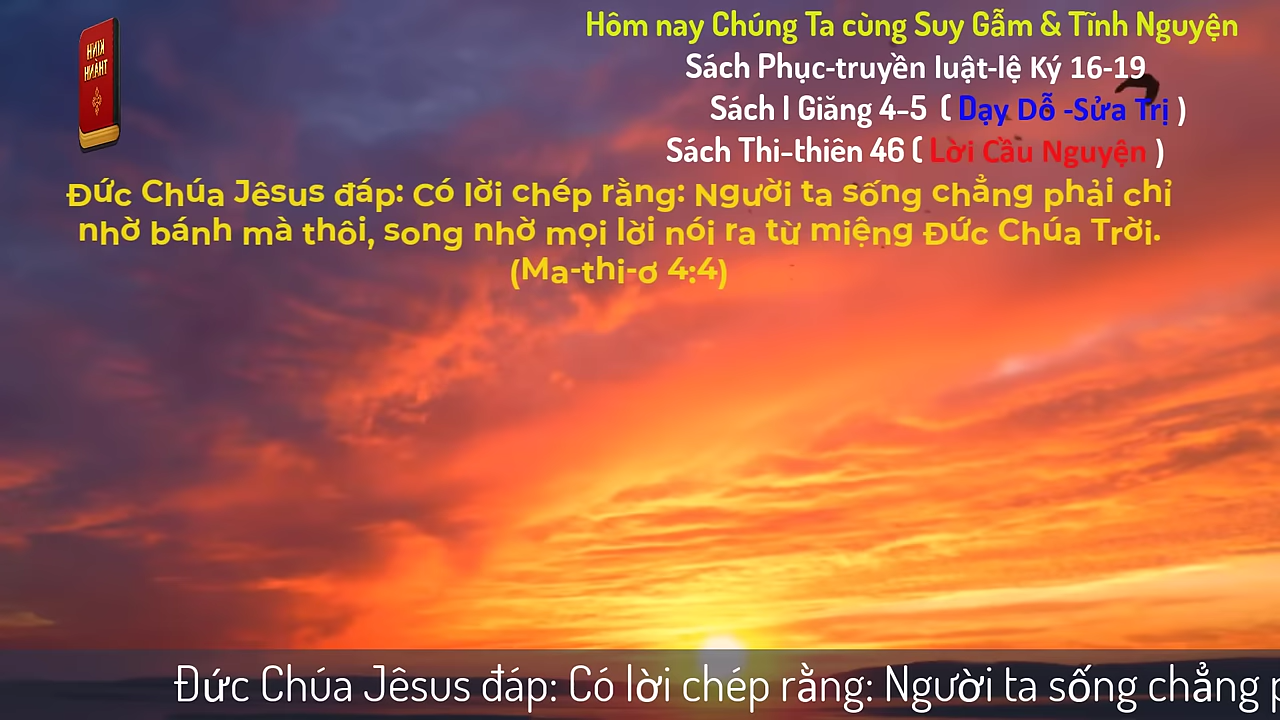 KINH
THÁNH
Hôm nay Chúng Ta cùng Suy Gẫm & Tĩnh Nguyện
Sách Phục-truyền luật-lệ Ký 16-19
Sách I Giăng 4-5 ( Dạy Dỗ -Sửa Trị )
Sách Thi-thiên 46 ( Lời Cầu Nguyện )
Đức Chúa Jêsus đáp: Có lời chép rằng: Người ta sống chẳng phải chỉ
nhờ bánh mà thôi, song nhờ mọi lời nói ra từ miệng Đức Chúa Trời.
(Ma-thi-ơ 4:4)
Đức Chúa Jêsus đáp: Có lời chép rằng: Người ta sống chẳng p